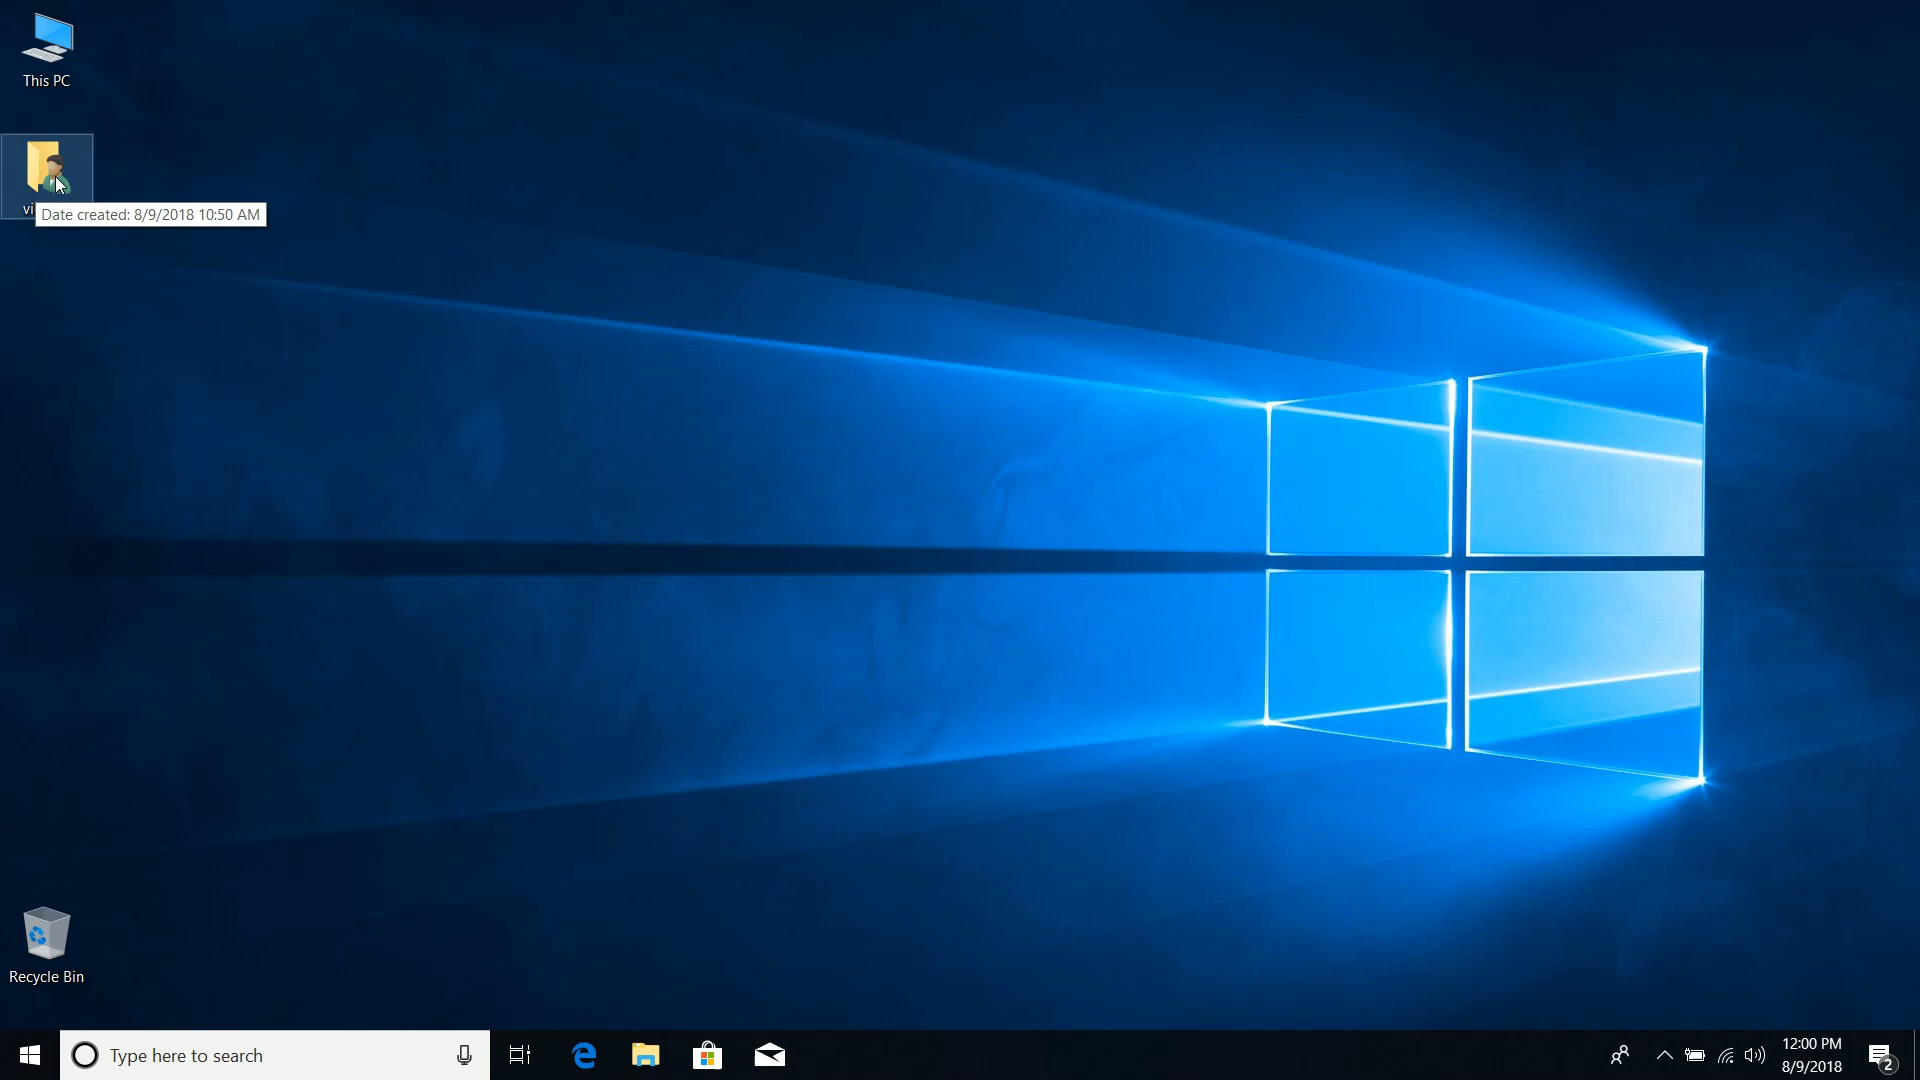 This PC
Date created: 8/9/2018 10:50 AM
Recycle Bin
Type here to search
12:00 PM
8/9/2018
2